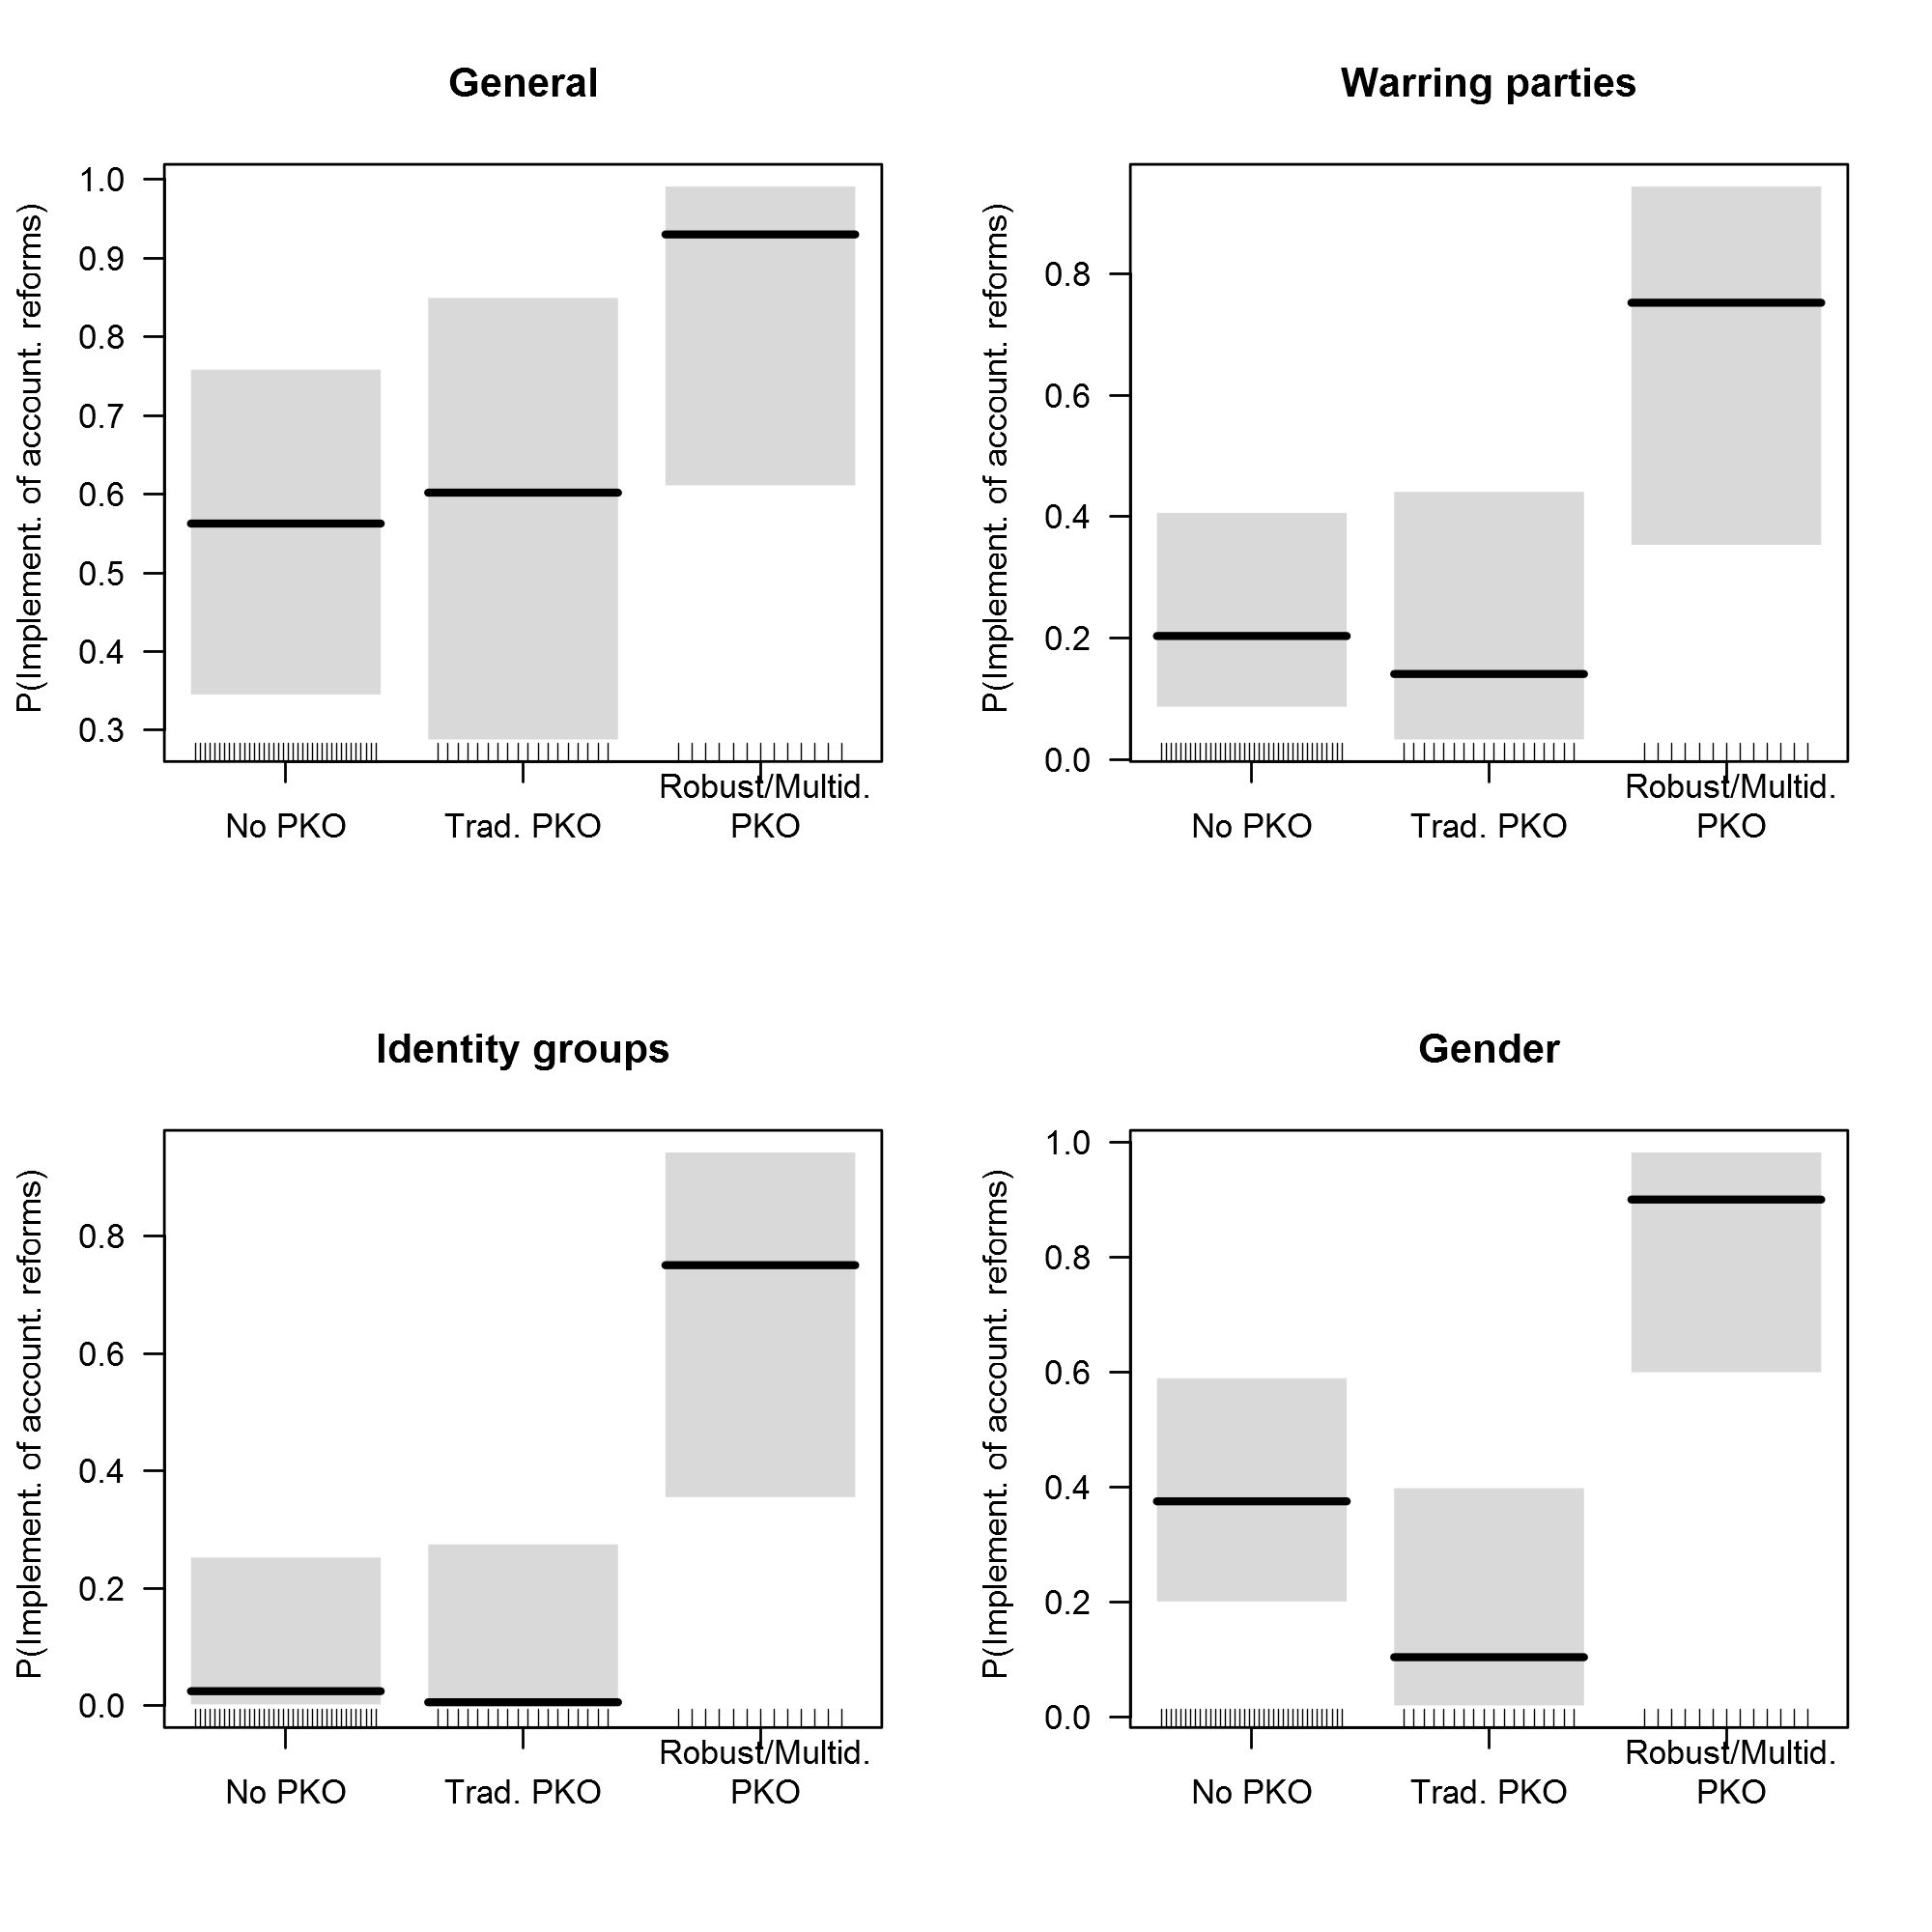 General
P(Implement. of account. reforms)
1.0
0.9
0.8
0.7
0.6
0.5
0.4
0.3
No PKO
Trad. PKO
Robust/Multid.
PKO
Warring parties
P(Implement. of account. reforms)
0.8
0.6
0.4
0.2
0.0
No PKO
Trad. PKO
Robust/Multid.
PKO
Identity groups
P(Implement. of account. reforms)
0.8
0.6
0.4
0.2
0.0
No PKO
Trad. PKO
Robust/Multid.
PKO
Gender
P(Implement. of account. reforms)
1.0
0.8
0.6
0.4
0.2
0.0
No PKO
Trad. PKO
Robust/Multid.
PKO